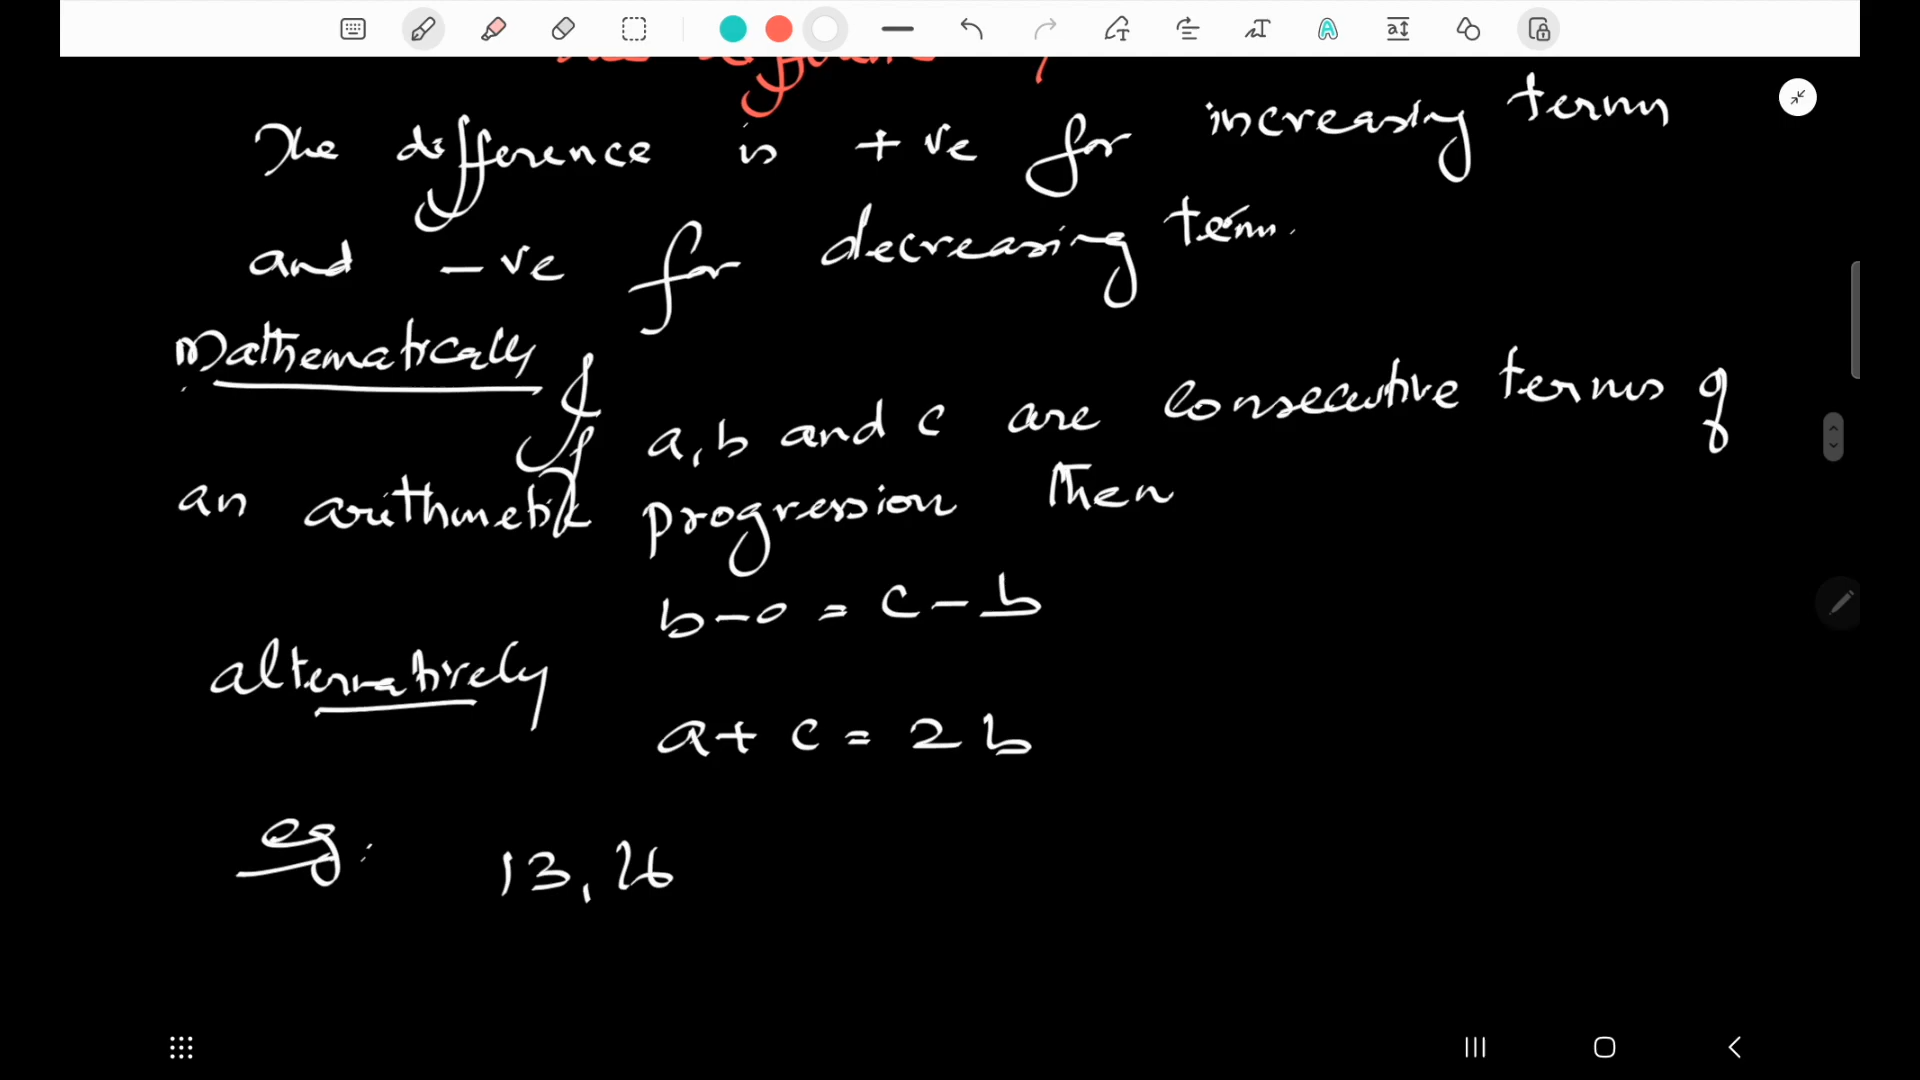 The difference is +ve for increasing terms
and -ve for decreasing term.
Mathematically If a, b and c are consecutive terms of
an arithmetic progression then
b-a = c-b
alternatively
a+c = 2b
eg: 13, 26